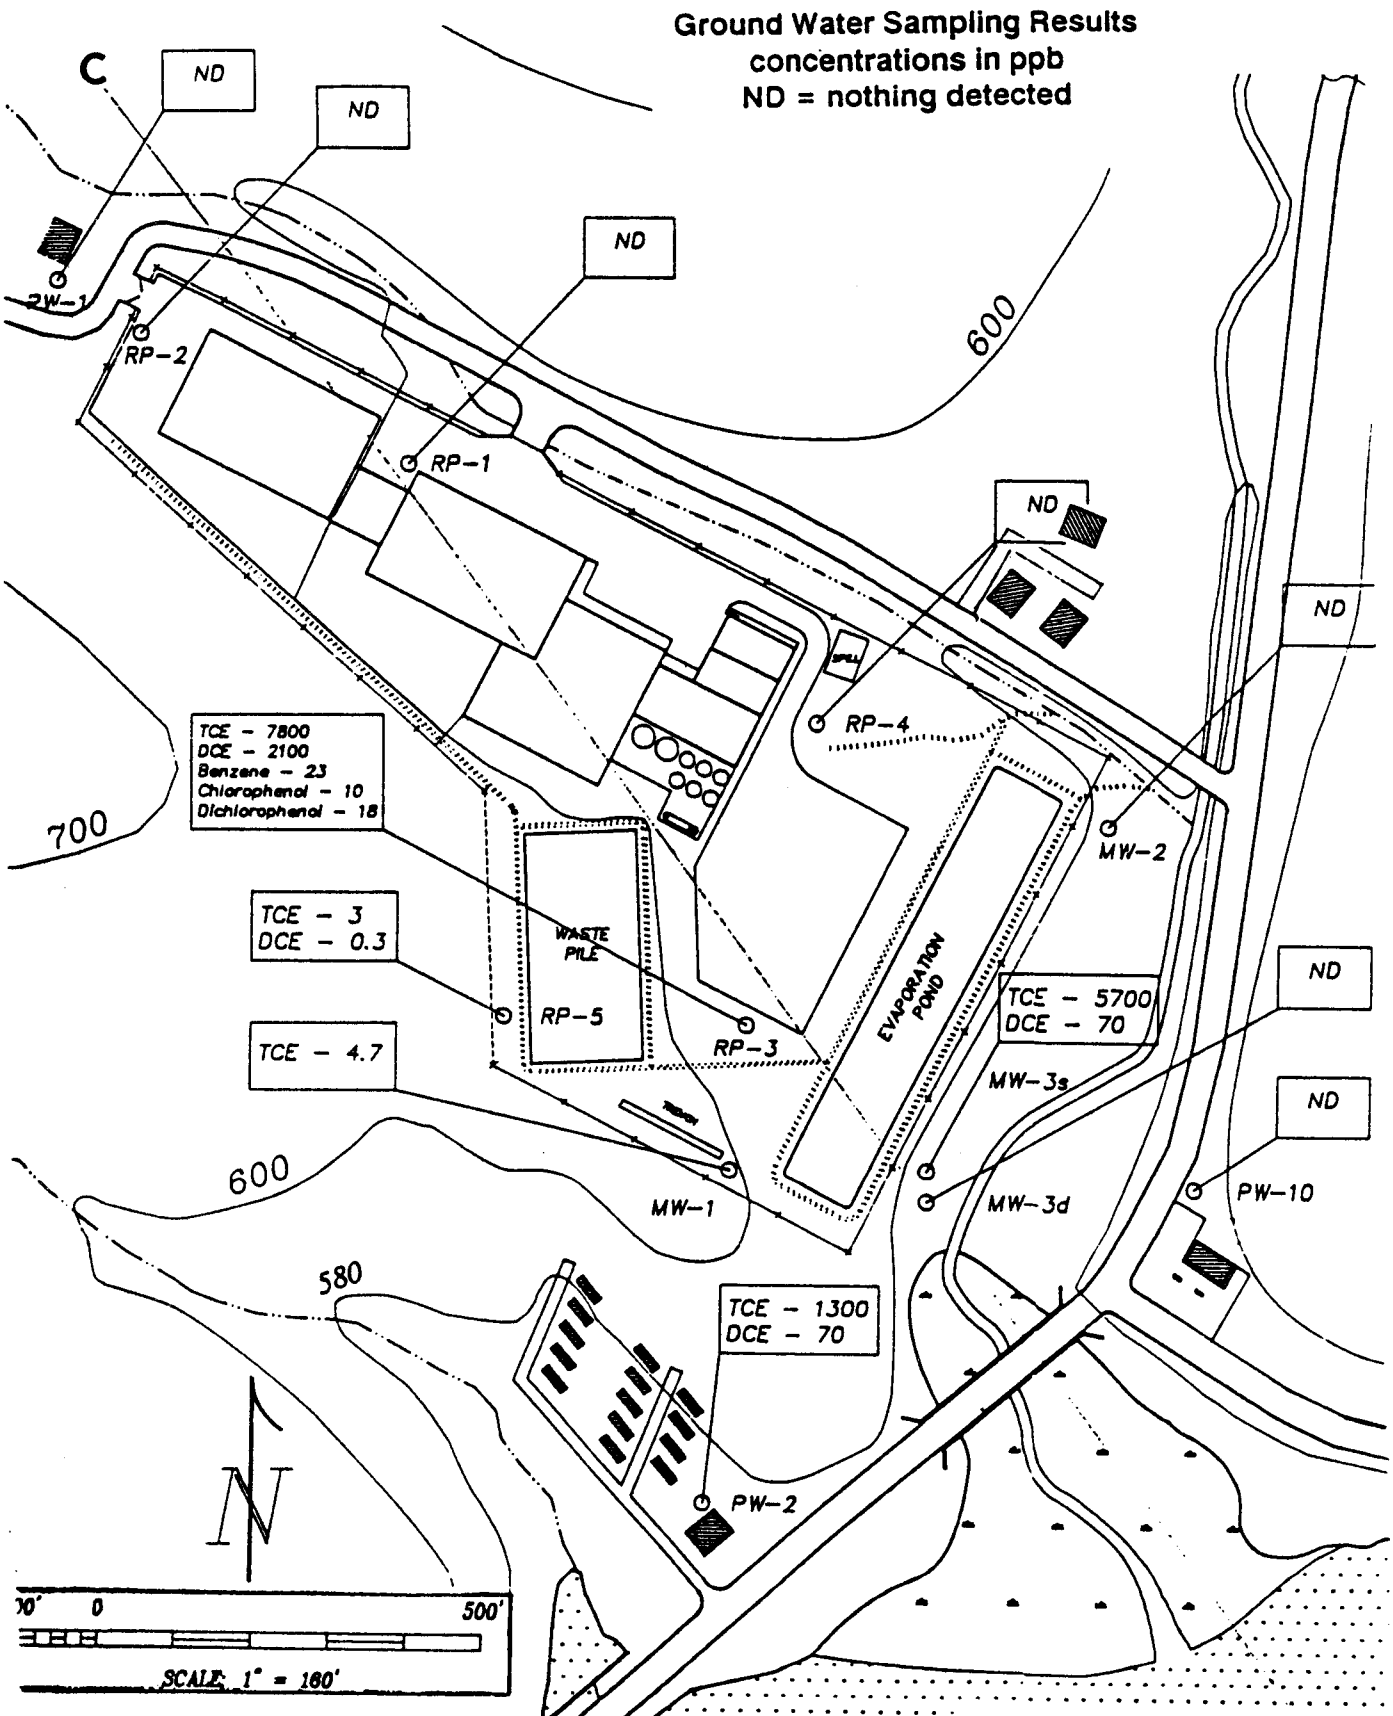 Ground Water Sampling Results
concentrations in ppb
ND = nothing detected
C
ND
ND
ND
600
RP-2
RP-1
ND
ND
SPILL
RP-4
TCE - 7800
DCE - 2100
Benzene - 23
Chlorophenol - 10
Dichlorophenol - 18
700
MW-2
TCE - 3
DCE - 0.3
WASTE
PILE
EVAPORATION
POND
ND
TCE - 5700
DCE - 70
RP-5
RP-3
TCE - 4.7
MW-3s
ND
TRENCH
600
MW-1
MW-3d
PW-10
580
TCE - 1300
DCE - 70
N
PW-2
0
500'
SCALE: 1" = 160'